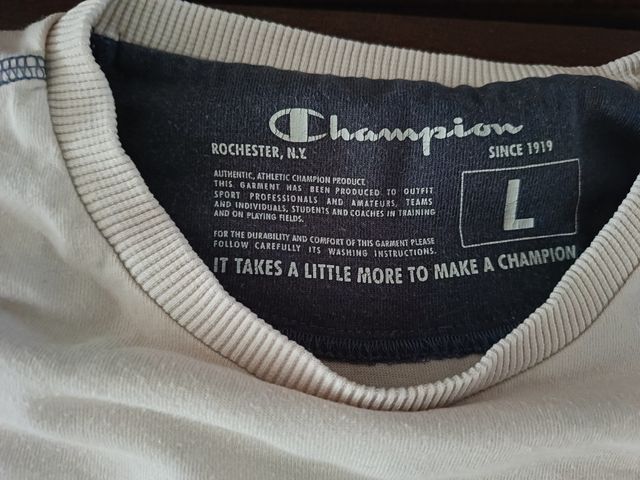 Champion
ROCHESTER, N.Y. SINCE 1919
AUTHENTIC, ATHLETIC CHAMPION PRODUCT.
THIS GARMENT HAS BEEN PRODUCED TO OUTFIT
SPORT PROFESSIONALS AND AMATEURS, TEAMS
AND INDIVIDUALS, STUDENTS AND COACHES IN TRAINING
AND ON PLAYING FIELDS.
L
FOR THE DURABILITY AND COMFORT OF THIS GARMENT PLEASE
FOLLOW CAREFULLY ITS WASHING INSTRUCTIONS.
IT TAKES A LITTLE MORE TO MAKE A CHAMPION